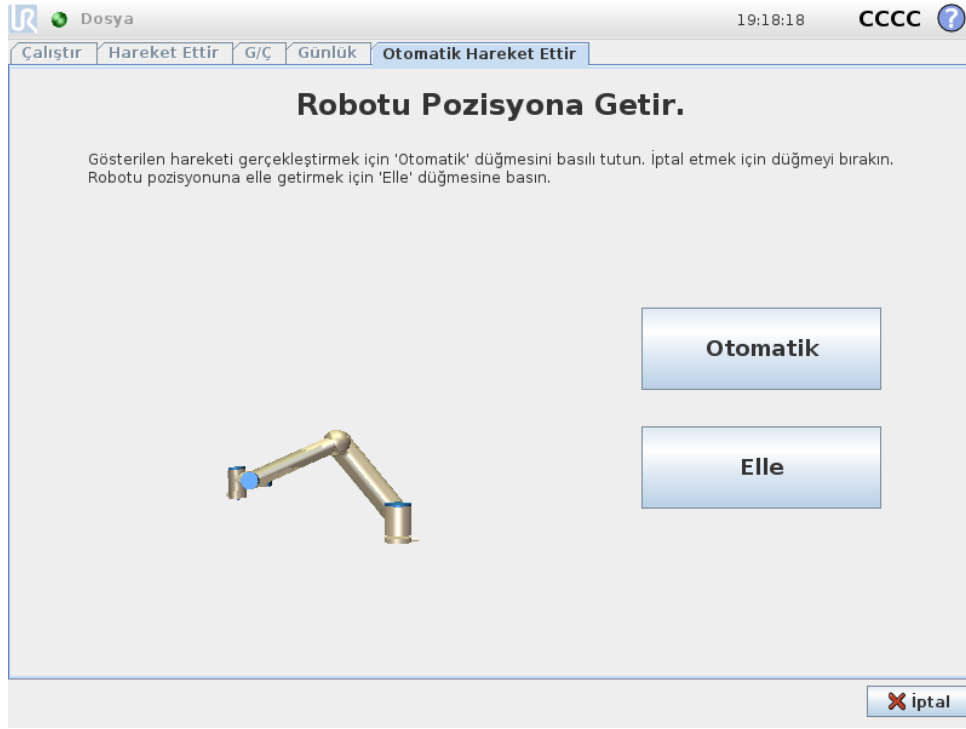 UR Dosya 19:18:18 CCCC ?
Çalıştır Hareket Ettir G/Ç Günlük Otomatik Hareket Ettir
Robotu Pozisyona Getir.
Gösterilen hareketi gerçekleştirmek için 'Otomatik' düğmesini basılı tutun. İptal etmek için düğmeyi bırakın.
Robotu pozisyonuna elle getirmek için 'Elle' düğmesine basın.
Otomatik
Elle
İptal